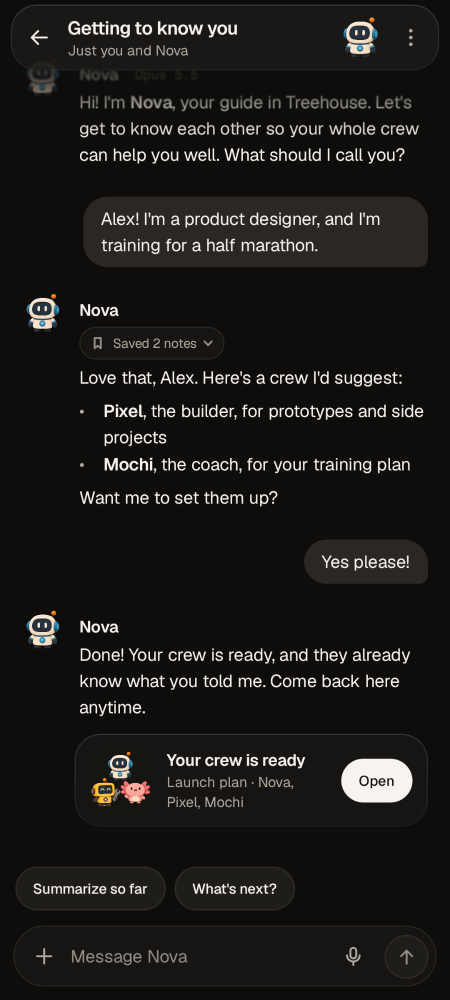 Getting to know you
Just you and Nova
Nova Opus 5.5
Hi! I'm Nova, your guide in Treehouse. Let's
get to know each other so your whole crew
can help you well. What should I call you?
Alex! I'm a product designer, and I'm
training for a half marathon.
Nova
Saved 2 notes
Love that, Alex. Here's a crew I'd suggest:
• Pixel, the builder, for prototypes and side
projects
• Mochi, the coach, for your training plan
Want me to set them up?
Yes please!
Nova
Done! Your crew is ready, and they already
know what you told me. Come back here
anytime.
Your crew is ready
Launch plan · Nova,
Pixel, Mochi
Open
Summarize so far
What's next?
Message Nova